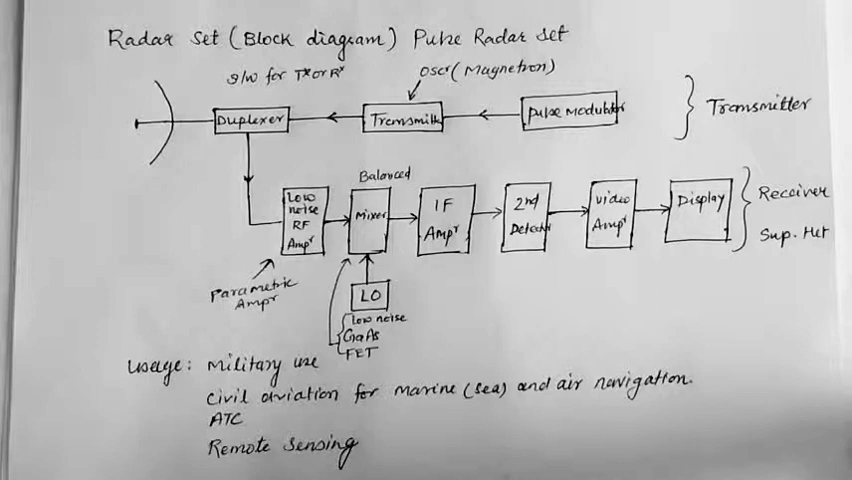 Radar Set (Block diagram) Pulse Radar Set
S/W for Tx or Rx
Oscr (Magnetron)
Duplexer
Transmitt
Pulse Modulator
Transmitter
Balanced
Low
noise
RF
Ampr
Mixer
IF
Ampr
2nd
Detector
Video
Ampr
Display
Receiver
Sup. Het
Parametric
Ampr
LO
Low noise
GaAs
FET
Usage: Military use
Civil aviation for marine (sea) and air navigation.
ATC
Remote Sensing